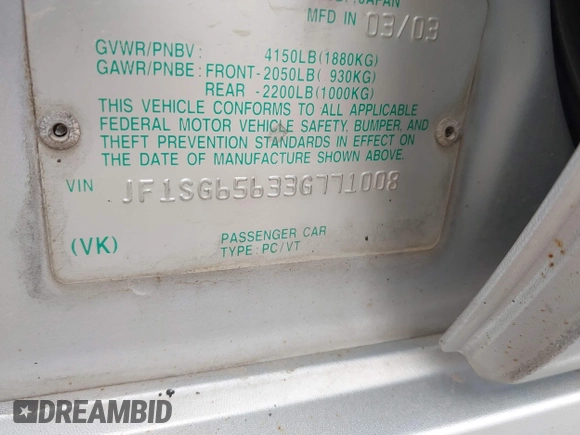 JAPAN
MFD IN 03/03
GVWR/PNBV: 4150LB(1880KG)
GAWR/PNBE: FRONT-2050LB( 930KG)
REAR -2200LB(1000KG)
THIS VEHICLE CONFORMS TO ALL APPLICABLE
FEDERAL MOTOR VEHICLE SAFETY, BUMPER, AND
THEFT PREVENTION STANDARDS IN EFFECT ON
THE DATE OF MANUFACTURE SHOWN ABOVE.
VIN JF1SG65633G771008
(VK) PASSENGER CAR
TYPE:PC/VT
DREAMBID